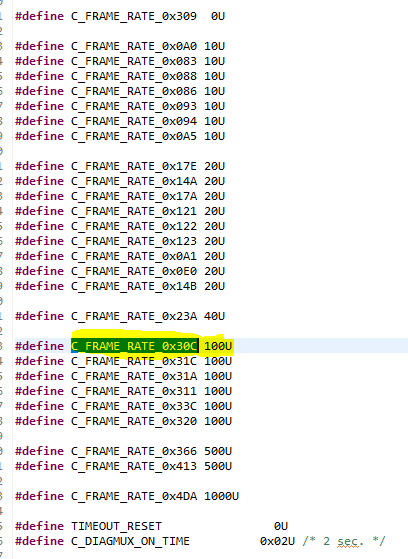 #define C_FRAME_RATE_0x309 0U
#define C_FRAME_RATE_0x0A0 10U
#define C_FRAME_RATE_0x083 10U
#define C_FRAME_RATE_0x088 10U
#define C_FRAME_RATE_0x086 10U
#define C_FRAME_RATE_0x093 10U
#define C_FRAME_RATE_0x094 10U
#define C_FRAME_RATE_0x0A5 10U
#define C_FRAME_RATE_0x17E 20U
#define C_FRAME_RATE_0x14A 20U
#define C_FRAME_RATE_0x17A 20U
#define C_FRAME_RATE_0x121 20U
#define C_FRAME_RATE_0x122 20U
#define C_FRAME_RATE_0x123 20U
#define C_FRAME_RATE_0x0A1 20U
#define C_FRAME_RATE_0x0E0 20U
#define C_FRAME_RATE_0x14B 20U
#define C_FRAME_RATE_0x23A 40U
#define C_FRAME_RATE_0x30C 100U
#define C_FRAME_RATE_0x31C 100U
#define C_FRAME_RATE_0x31A 100U
#define C_FRAME_RATE_0x311 100U
#define C_FRAME_RATE_0x33C 100U
#define C_FRAME_RATE_0x320 100U
#define C_FRAME_RATE_0x366 500U
#define C_FRAME_RATE_0x413 500U
#define C_FRAME_RATE_0x4DA 1000U
#define TIMEOUT_RESET 0U
#define C_DIAGMUX_ON_TIME 0x02U /* 2 sec. */